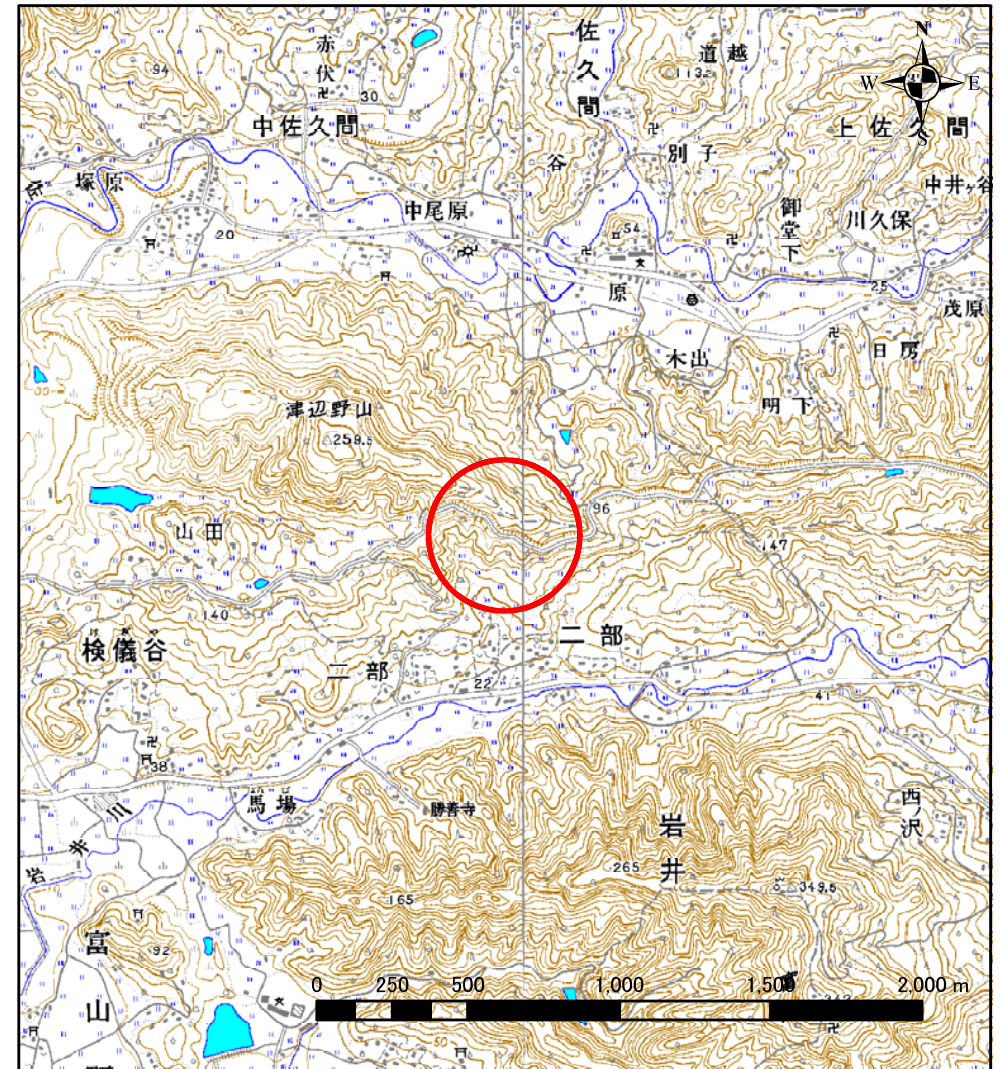 N
W
E
S
佐久間
道越
113.
赤伏
94
30
中佐久間
上佐久間
別子
谷
塚原
佐
中井ヶ谷
中尾原
御堂下
川久保
54
20
原
25
25
茂原
木出
日房
明下
津辺野山
259.5
96
山田
147
140
検儀谷
二部
二部
22
41
38
馬場
勝善寺
西ノ沢
岩井川
岩井
265
349.5
165
92
富山
50
0
250
500
1,000
1,500
2,000 m